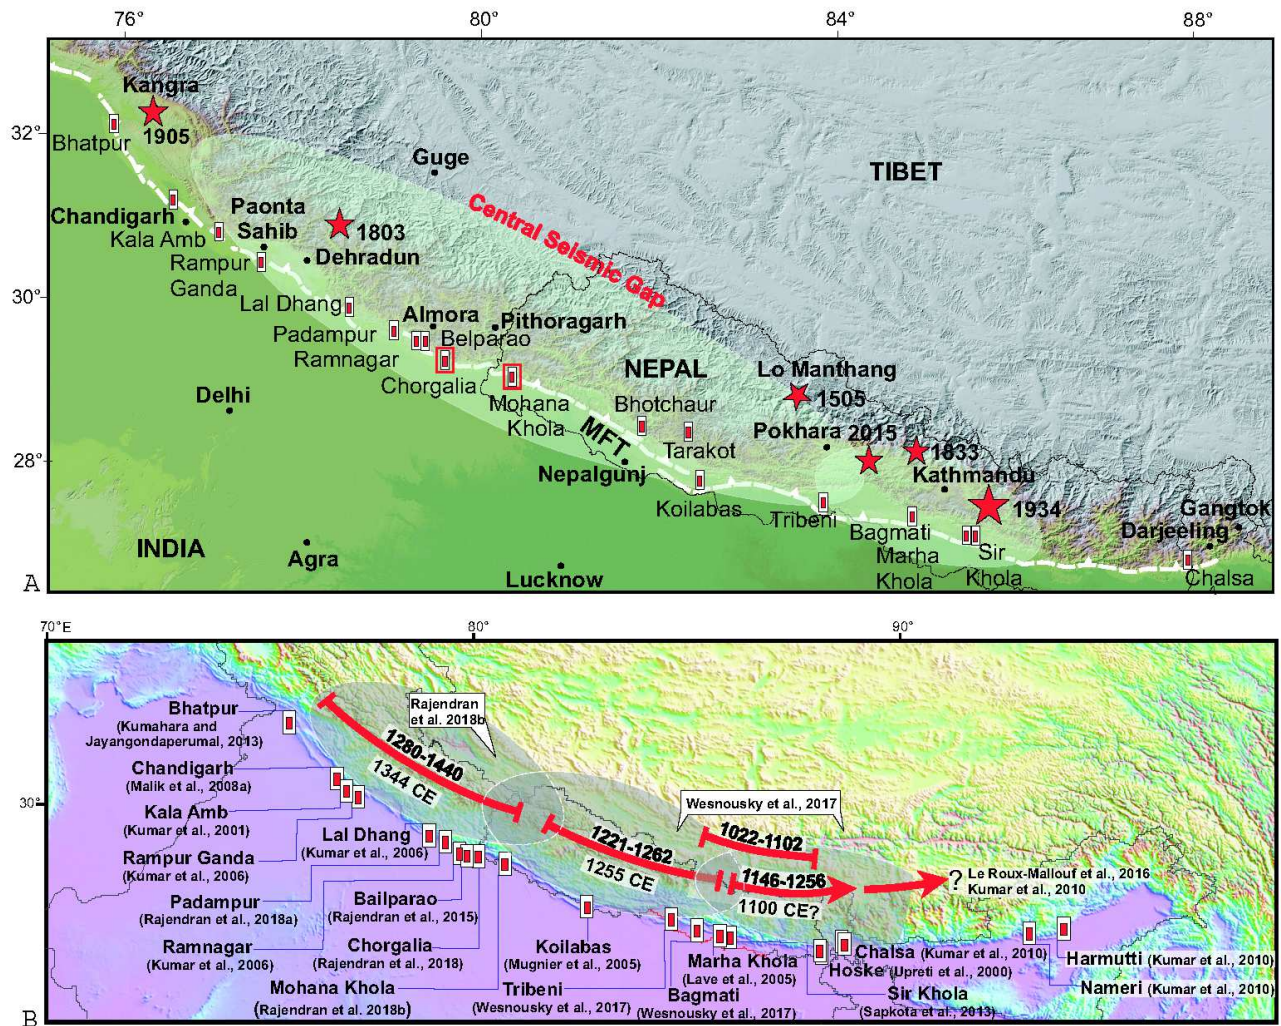 76°
80°
84°
88°
Kangra
32°
1905
Bhatpur
Guge
TIBET
Central Seismic Gap
Chandigarh
Paonta
Sahib
1803
Kala Amb
Dehradun
Rampur
Ganda
30°
Lal Dhang
Almora
Pithoragarh
Padampur
Belparao
Ramnagar
NEPAL
Lo Manthang
Chorgalia
1505
Delhi
Mohana
Khola
Bhotchaur
MFT
Pokhara 2015
1833
Tarakot
28°
Nepalgunj
Kathmandu
Koilabas
Tribeni
1934
Gangtok
Darjeeling
INDIA
Agra
Bagmati
Marha
Khola
Sir
Khola
Lucknow
Chalsa
A
70°E
80°
90°
Bhatpur
(Kumahara and
Jayangondaperumal, 2013)
Rajendran
et al. 2018b
1280-1440
1344 CE
Chandigarh
(Malik et al., 2008a)
Wesnousky et al., 2017
30°
Kala Amb
(Kumar et al., 2001)
Lal Dhang
(Kumar et al., 2006)
1221-1262
1255 CE
1022-1102
Rampur Ganda
(Kumar et al., 2006)
1146-1256
1100 CE?
? Le Roux-Mallouf et al., 2016
Kumar et al., 2010
Padampur
(Rajendran et al., 2018a)
Bailparao
(Rajendran et al., 2015)
Ramnagar
(Kumar et al., 2006)
Chorgalia
(Rajendran et al., 2018)
Koilabas
(Mugnier et al., 2005)
Marha Khola
(Lave et al., 2005)
Chalsa (Kumar et al., 2010)
Hoske (Upreti et al., 2000)
Harmutti (Kumar et al., 2010)
Mohana Khola
(Rajendran et al., 2018b)
Tribeni
(Wesnousky et al., 2017)
Bagmati
(Wesnousky et al., 2017)
Sir Khola
(Sapkota et al., 2013)
Nameri (Kumar et al., 2010)
B